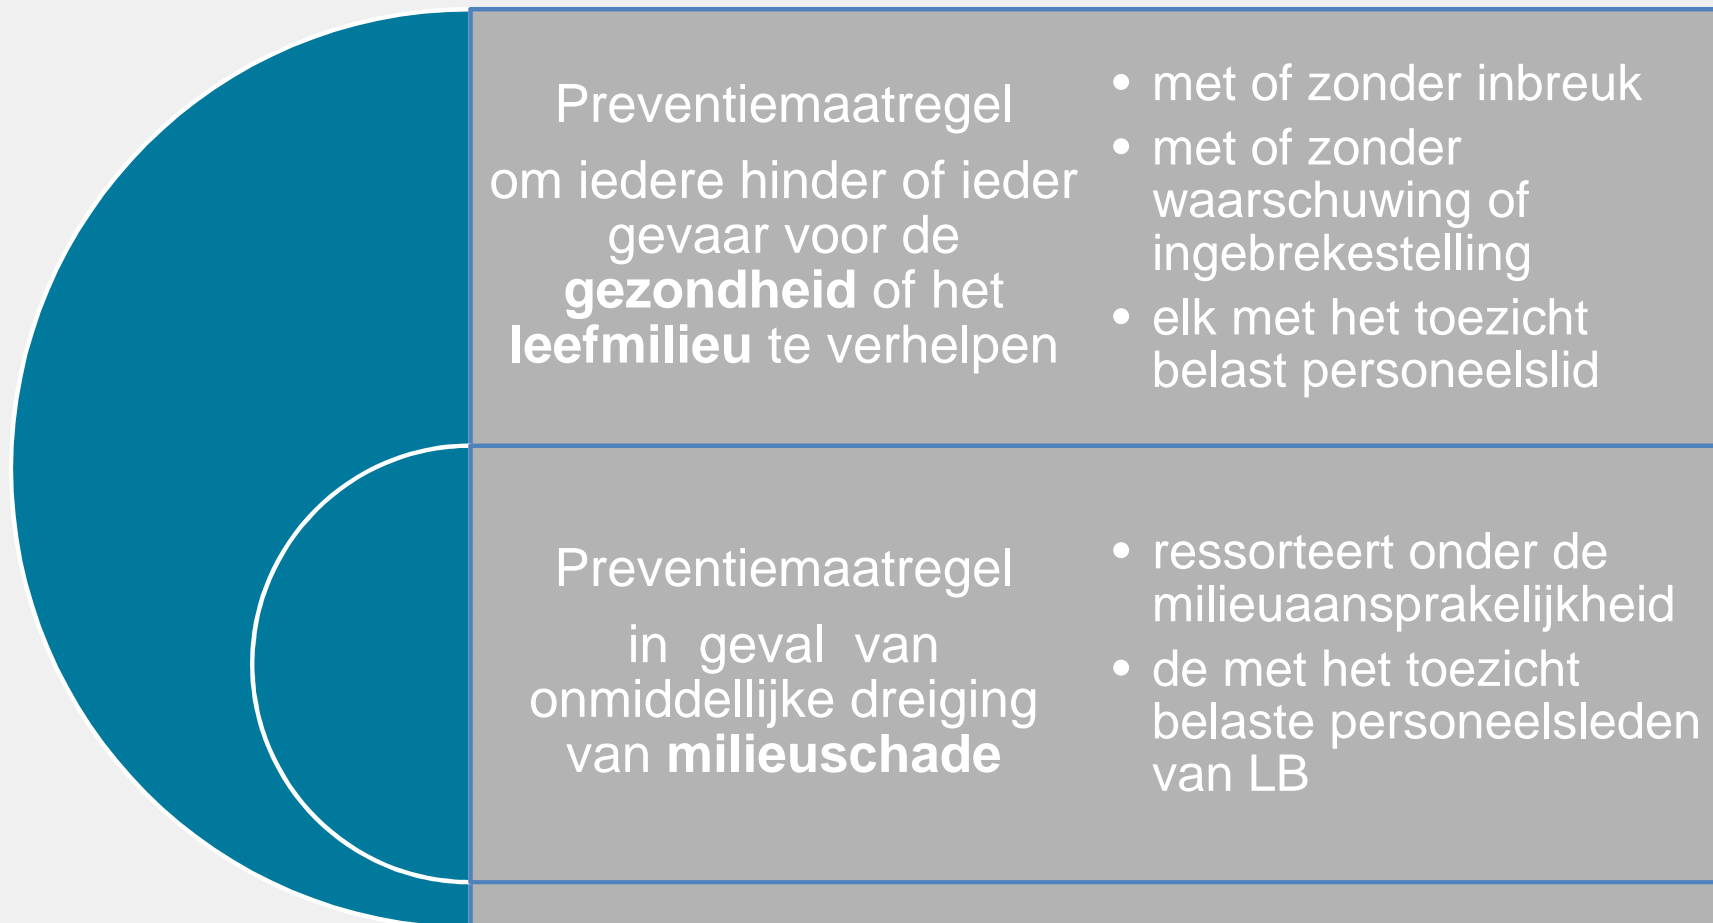 Preventiemaatregel
om iedere hinder of ieder
gevaar voor de
gezondheid of het
leefmilieu te verhelpen
• met of zonder inbreuk
• met of zonder
waarschuwing of
ingebrekestelling
• elk met het toezicht
belast personeelslid
Preventiemaatregel
in geval van
onmiddellijke dreiging
van milieuschade
• ressorteert onder de
milieuaansprakelijkheid
• de met het toezicht
belaste personeelsleden
van LB